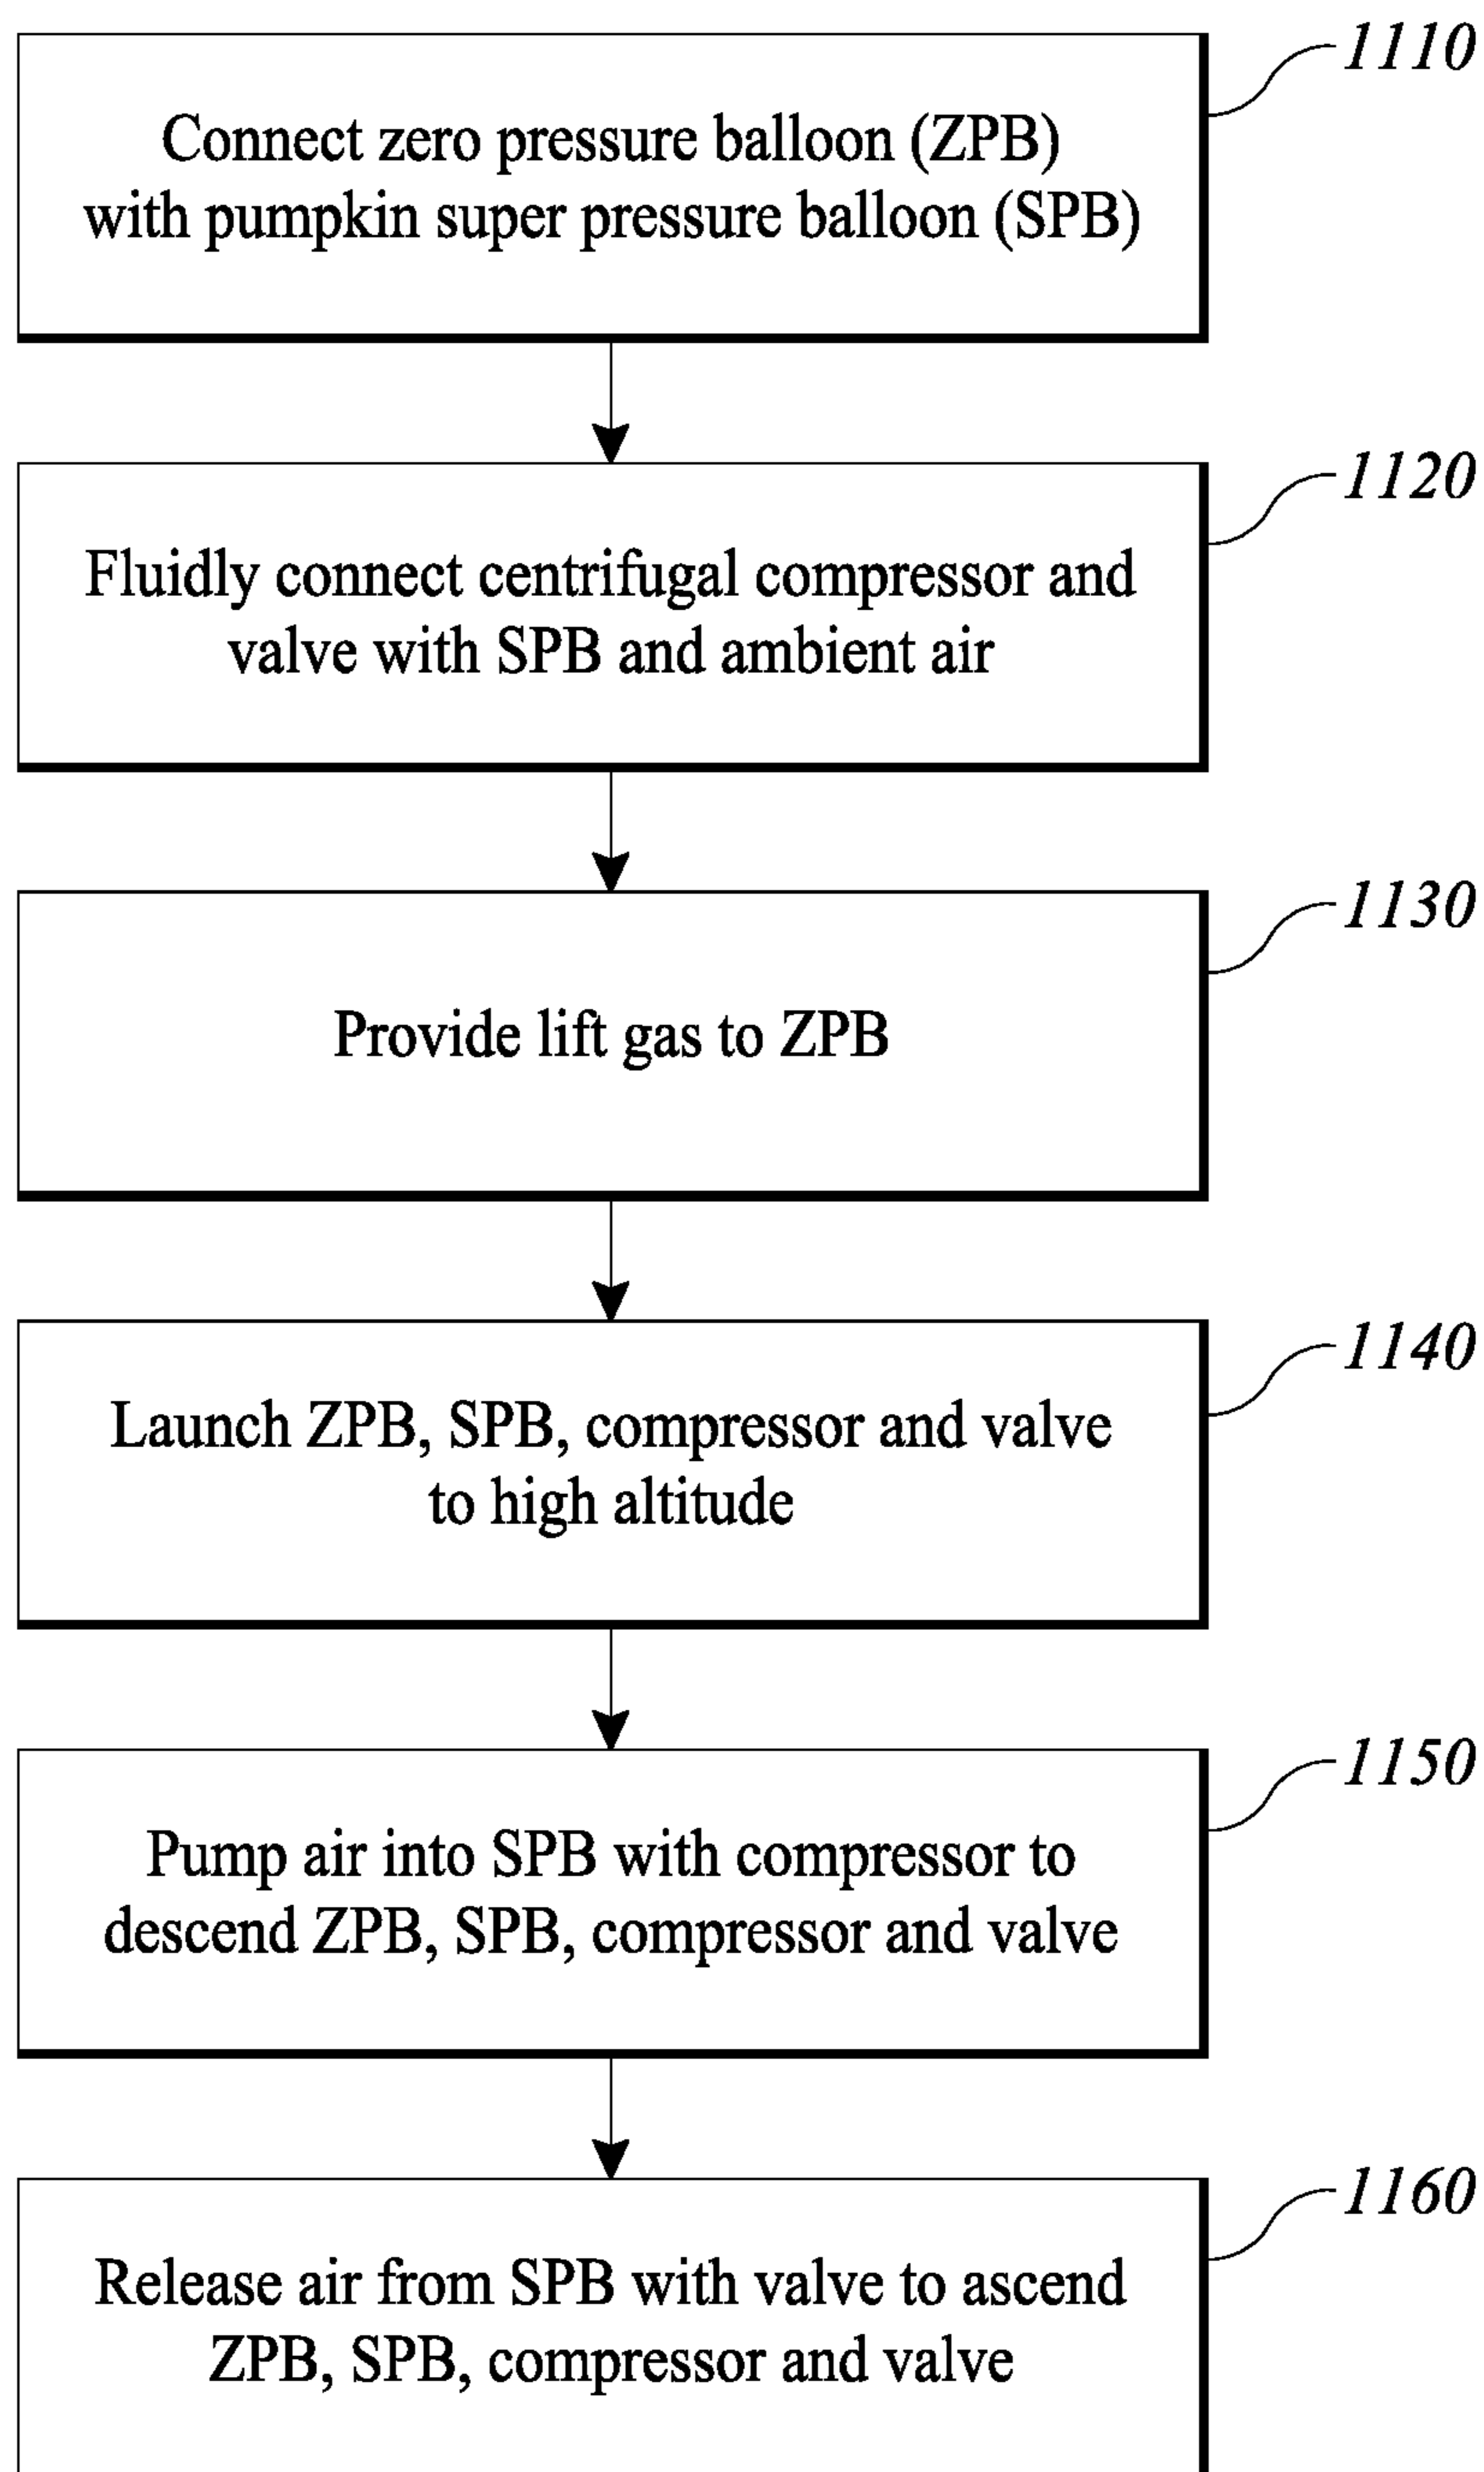 1110
Connect zero pressure balloon (ZPB)
with pumpkin super pressure balloon (SPB)
1120
Fluidly connect centrifugal compressor and
valve with SPB and ambient air
1130
Provide lift gas to ZPB
1140
Launch ZPB, SPB, compressor and valve
to high altitude
1150
Pump air into SPB with compressor to
descend ZPB, SPB, compressor and valve
1160
Release air from SPB with valve to ascend
ZPB, SPB, compressor and valve